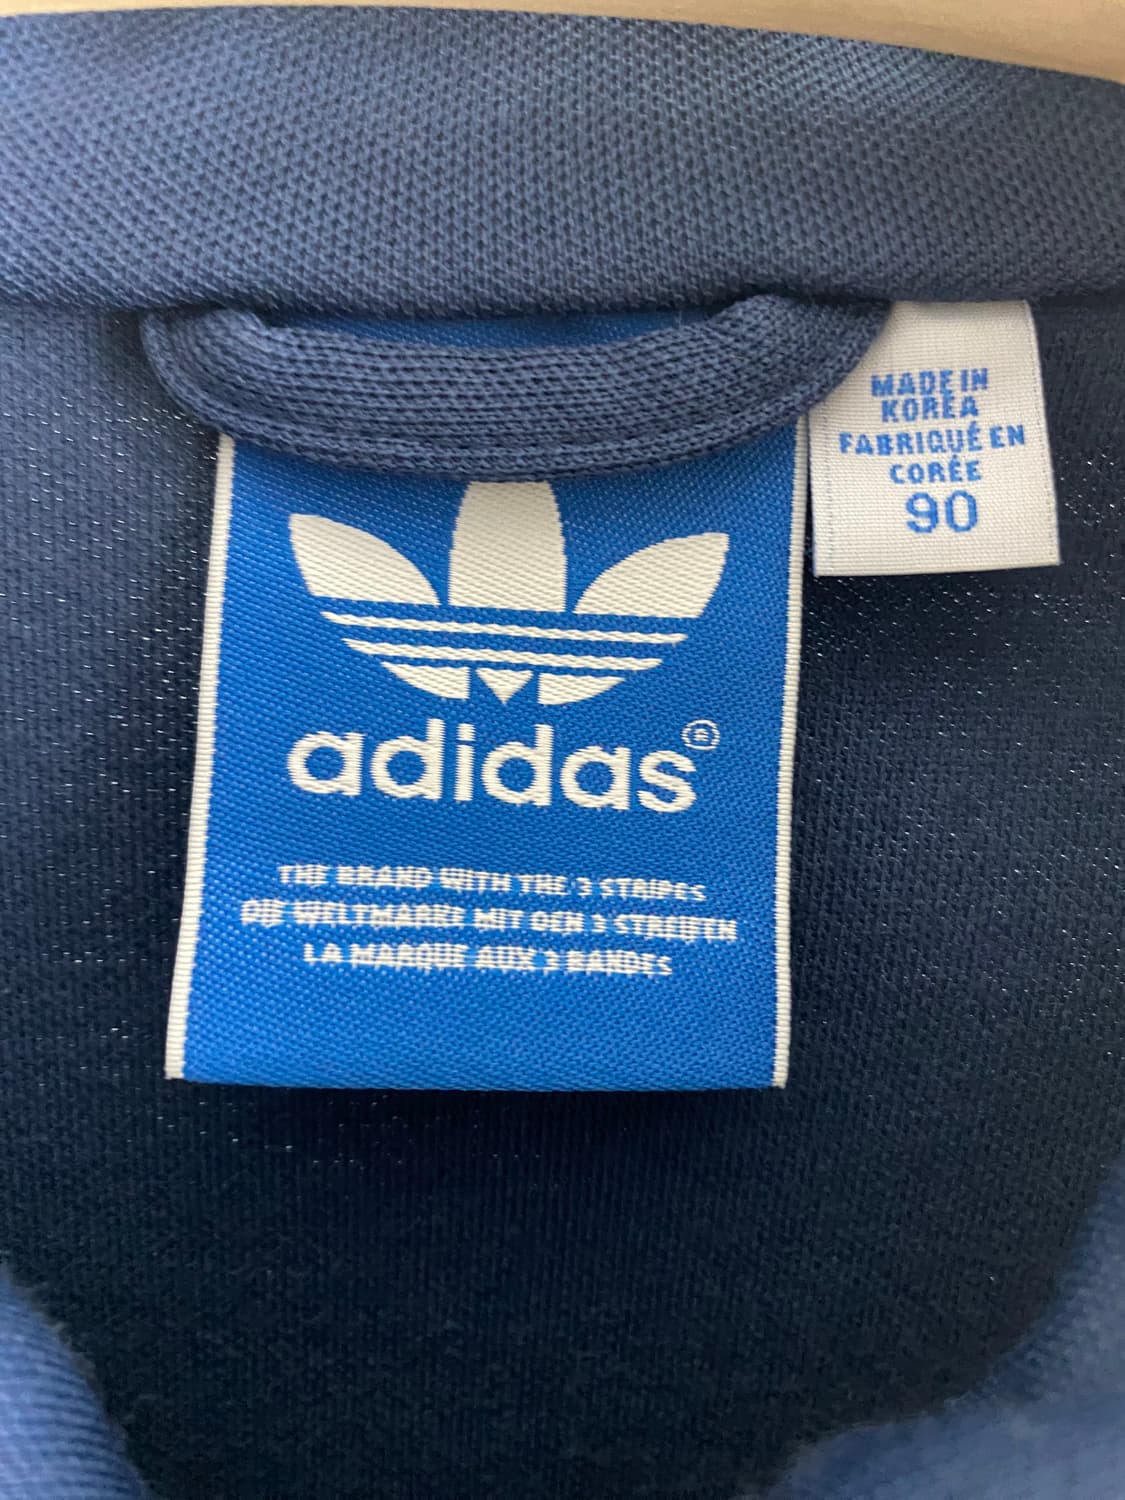 MADE IN
KOREA
FABRIQUÉ EN
CORÉE
90
adidas®
THE BRAND WITH THE 3 STRIPES
DIE WELTMARKE MIT DEN 3 STREIFEN
LA MARQUE AUX 3 BANDES